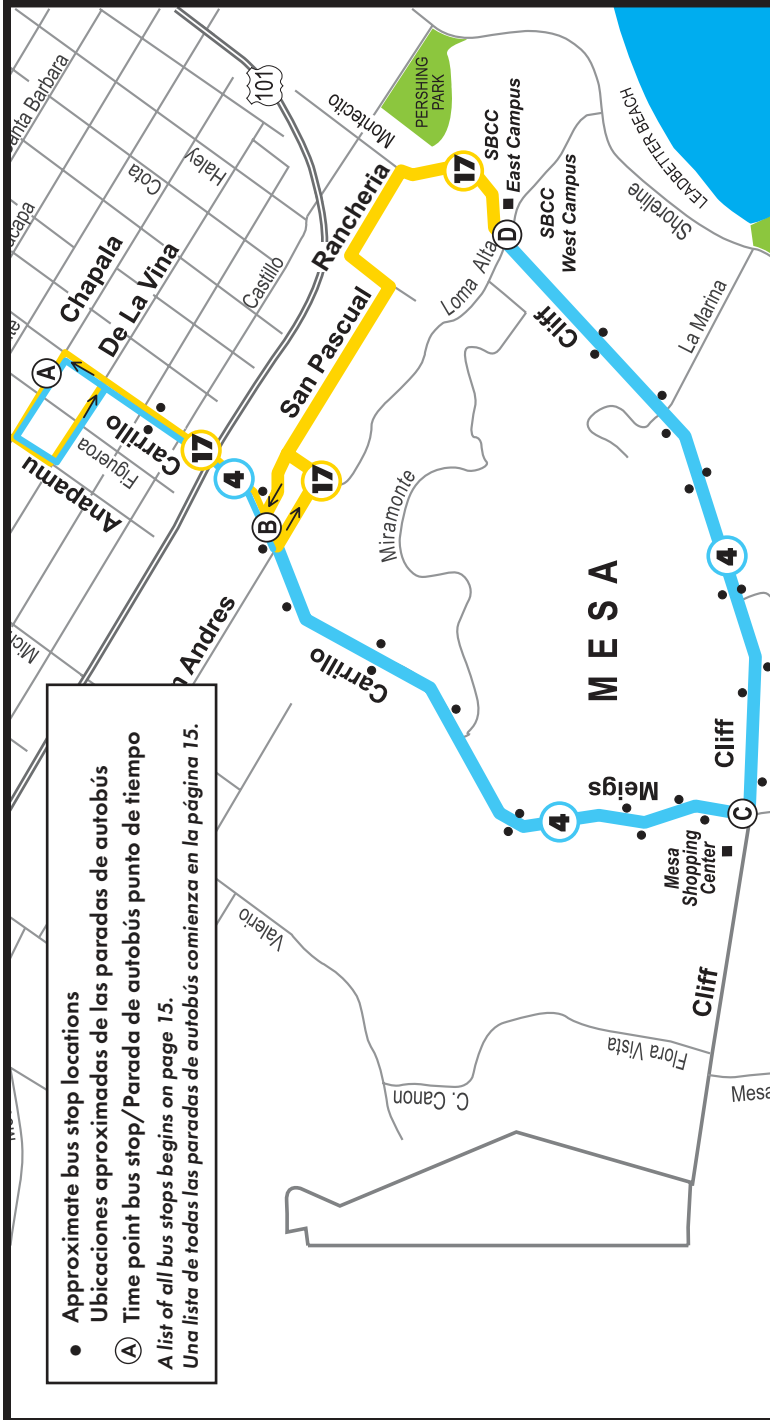 Approximate bus stop locations
Ubicaciones aproximadas de las paradas de autobús
A Time point bus stop/Parada de autobús punto de tiempo
A list of all bus stops begins on page 15.
Una lista de todas las paradas de autobús comienza en la página 15.
Valerio
C. Canon
Flora Vista
Mesa
Cliff
Mesa
Shopping
Center
C
Cliff
Meigs
4
MESA
Carrillo
Miramonte
Anapamu
Figueroa
A
Chapala
De La Vina
Carrillo
17
4
B
17
Cota
Haley
Castillo
101
San Pascual
Rancheria
Montecito
PERSHING
PARK
17
SBCC
East Campus
D
SBCC
West Campus
Loma Alta
Cliff
La Marina
Shoreline
LEADBETTER BEACH
4